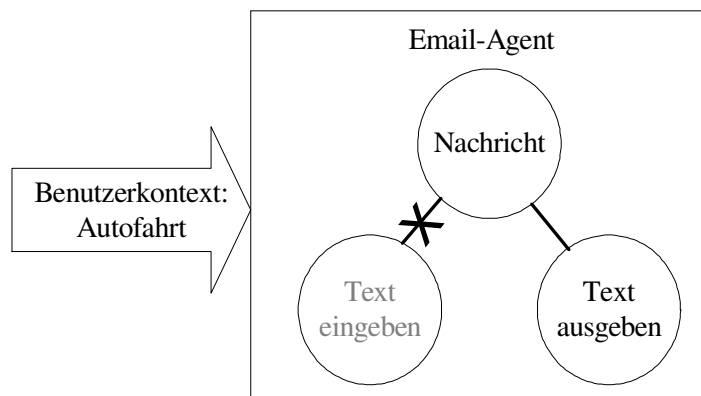 Email-Agent
Nachricht
Benutzerkontext:
Autofahrt
Text
eingeben
Text
ausgeben